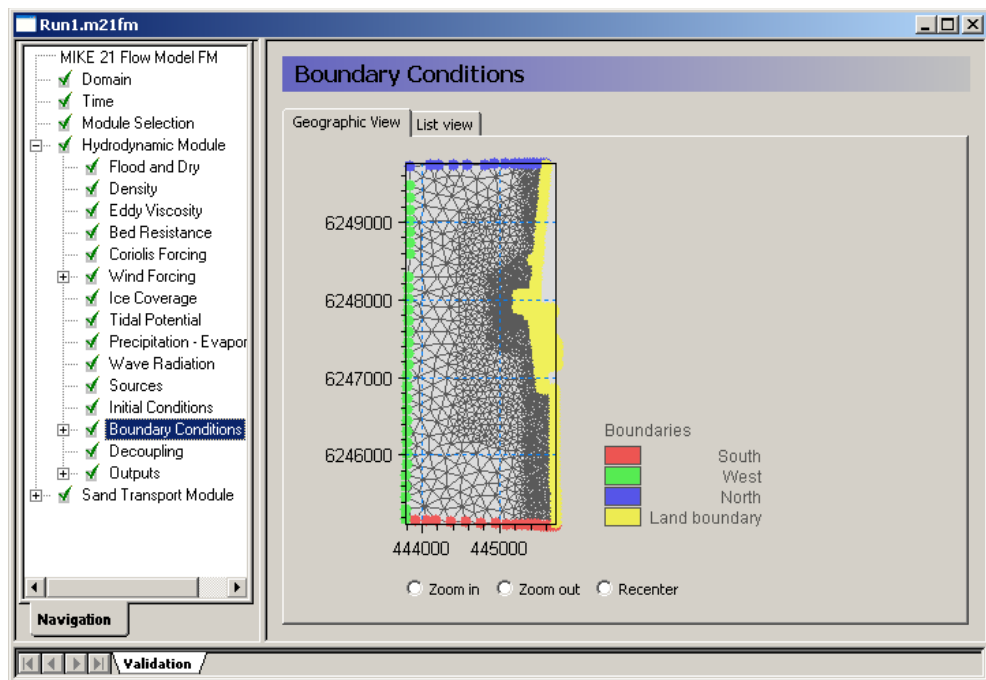 Run1.m21fm
MIKE 21 Flow Model FM
Domain
Time
Module Selection
Hydrodynamic Module
Flood and Dry
Density
Eddy Viscosity
Bed Resistance
Coriolis Forcing
Wind Forcing
Ice Coverage
Tidal Potential
Precipitation - Evapor
Wave Radiation
Sources
Initial Conditions
Boundary Conditions
Decoupling
Outputs
Sand Transport Module
Navigation
Boundary Conditions
Geographic View
List view
6249000
6248000
6247000
6246000
444000 445000
Boundaries
South
West
North
Land boundary
Zoom in Zoom out Recenter
Validation